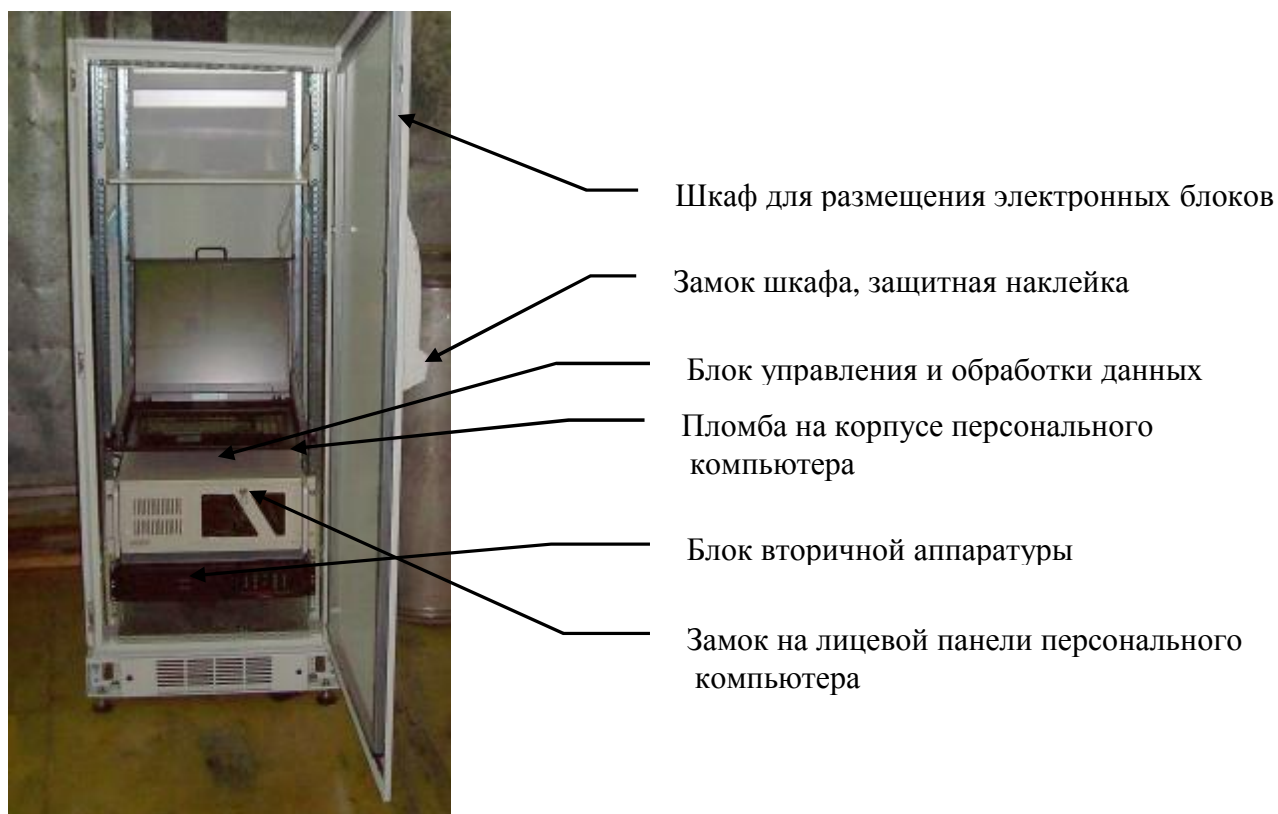 Шкаф для размещения электронных блоков
Замок шкафа, защитная наклейка
Блок управления и обработки данных
Пломба на корпусе персонального
компьютера
Блок вторичной аппаратуры
Замок на лицевой панели персонального
компьютера